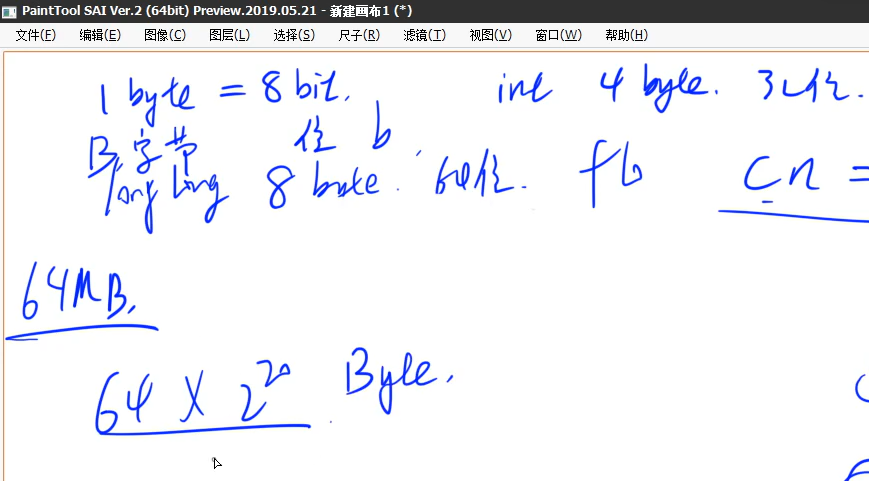 PaintTool SAI Ver.2 (64bit) Preview.2019.05.21 - 新建画布1 (*)
文件(F) 编辑(E) 图像(C) 图层(L) 选择(S) 尺子(R) 滤镜(T) 视图(V) 窗口(W) 帮助(H)
1 byte = 8 bit. int 4 byte. 32位.
B 字节 位 b
long long 8 byte. 64位. fb Cn =
64MB.
64 X 2^20 Byte.